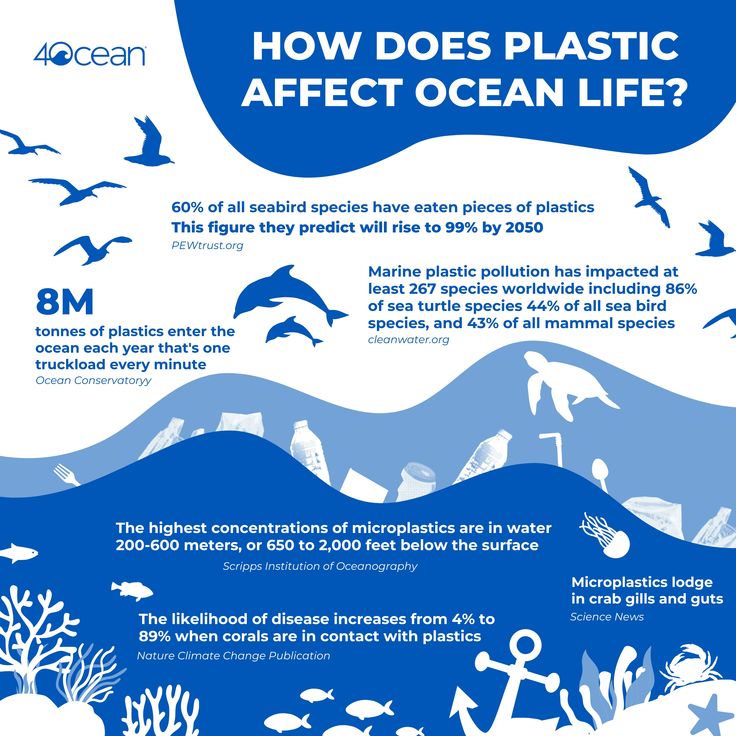 4Ocean
HOW DOES PLASTIC
AFFECT OCEAN LIFE?
60% of all seabird species have eaten pieces of plastics
This figure they predict will rise to 99% by 2050
PEWtrust.org
8M
tonnes of plastics enter the
ocean each year that's one
truckload every minute
Ocean Conservatoryy
Marine plastic pollution has impacted at
least 267 species worldwide including 86%
of sea turtle species 44% of all sea bird
species, and 43% of all mammal species
cleanwater.org
The highest concentrations of microplastics are in water
200-600 meters, or 650 to 2,000 feet below the surface
Scripps Institution of Oceanography
Microplastics lodge
in crab gills and guts
Science News
The likelihood of disease increases from 4% to
89% when corals are in contact with plastics
Nature Climate Change Publication